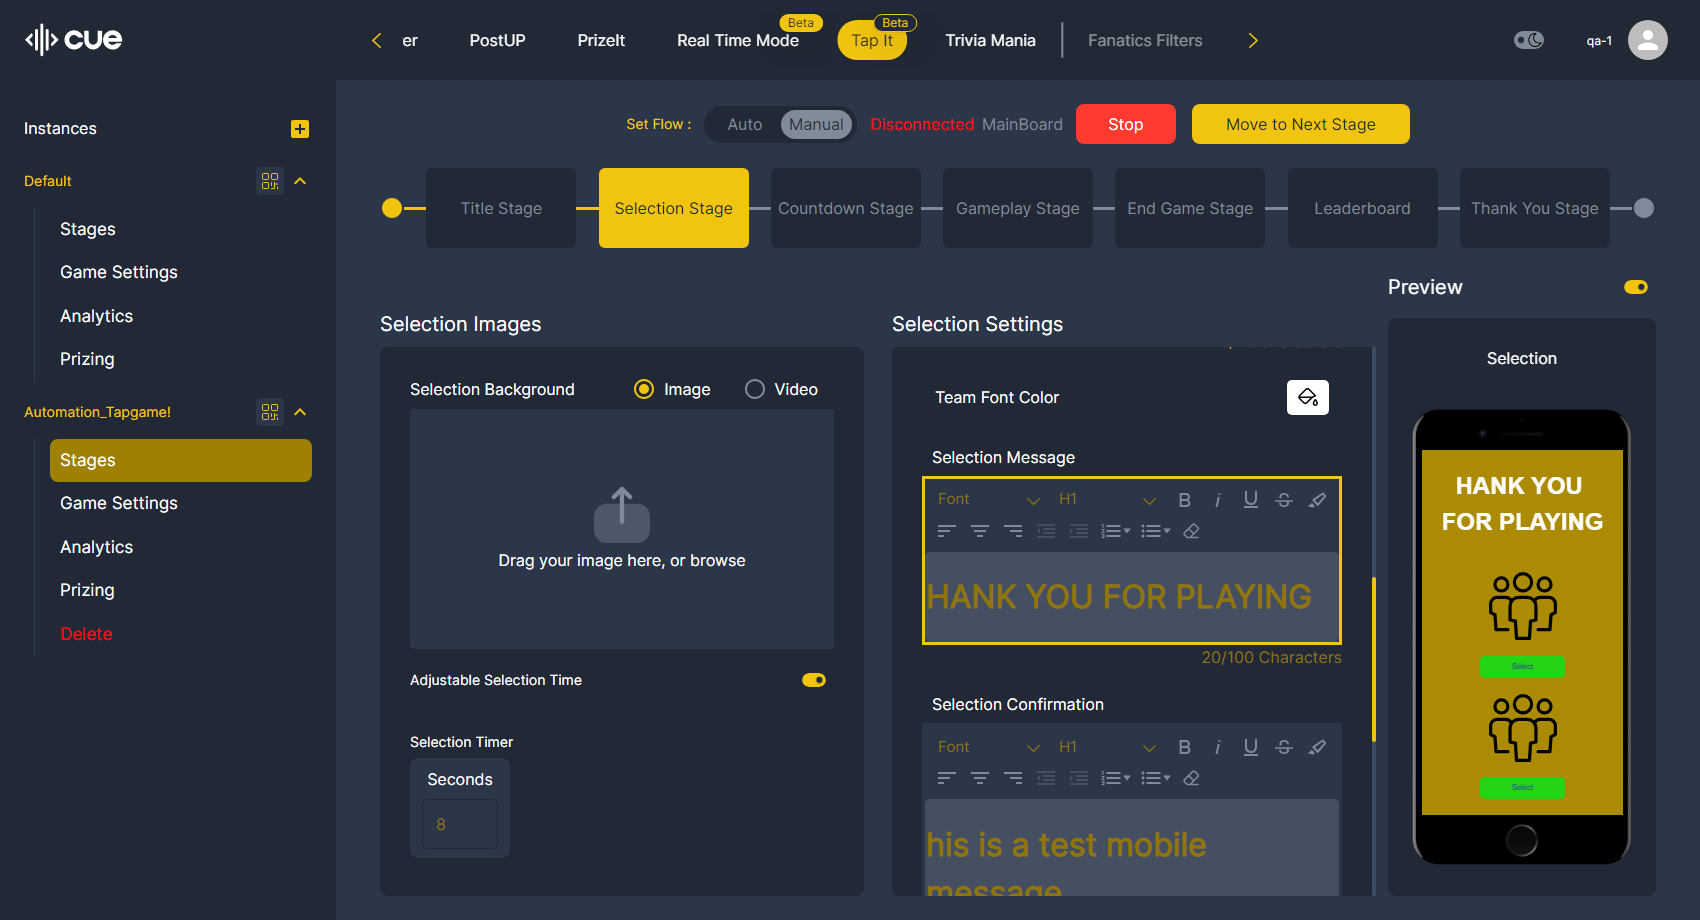 cue
er
PostUP
PrizeIt
Real Time Mode
Beta
Tap It
Beta
Trivia Mania
Fanatics Filters
qa-1
Instances
Default
Stages
Game Settings
Analytics
Prizing
Automation_Tapgame!
Stages
Game Settings
Analytics
Prizing
Delete
Set Flow :
Auto
Manual
Disconnected MainBoard
Stop
Move to Next Stage
Title Stage
Selection Stage
Countdown Stage
Gameplay Stage
End Game Stage
Leaderboard
Thank You Stage
Selection Images
Selection Background
Image
Video
Drag your image here, or browse
Adjustable Selection Time
Selection Timer
Seconds
8
Selection Settings
Team Font Color
Selection Message
Font
H1
B
i
U
S
HANK YOU FOR PLAYING
20/100 Characters
Selection Confirmation
Font
H1
B
i
U
S
his is a test mobile
message
Preview
Selection
HANK YOU
FOR PLAYING
Select
Select